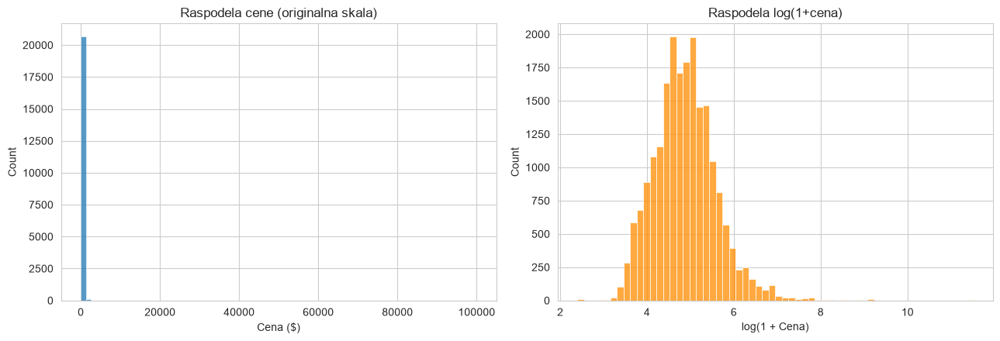 Raspodela cene (originalna skala)
Count
20000
17500
15000
12500
10000
7500
5000
2500
0
0 20000 40000 60000 80000 100000
Cena ($)
Raspodela log(1+cena)
Count
2000
1750
1500
1250
1000
750
500
250
0
2 4 6 8 10
log(1 + Cena)